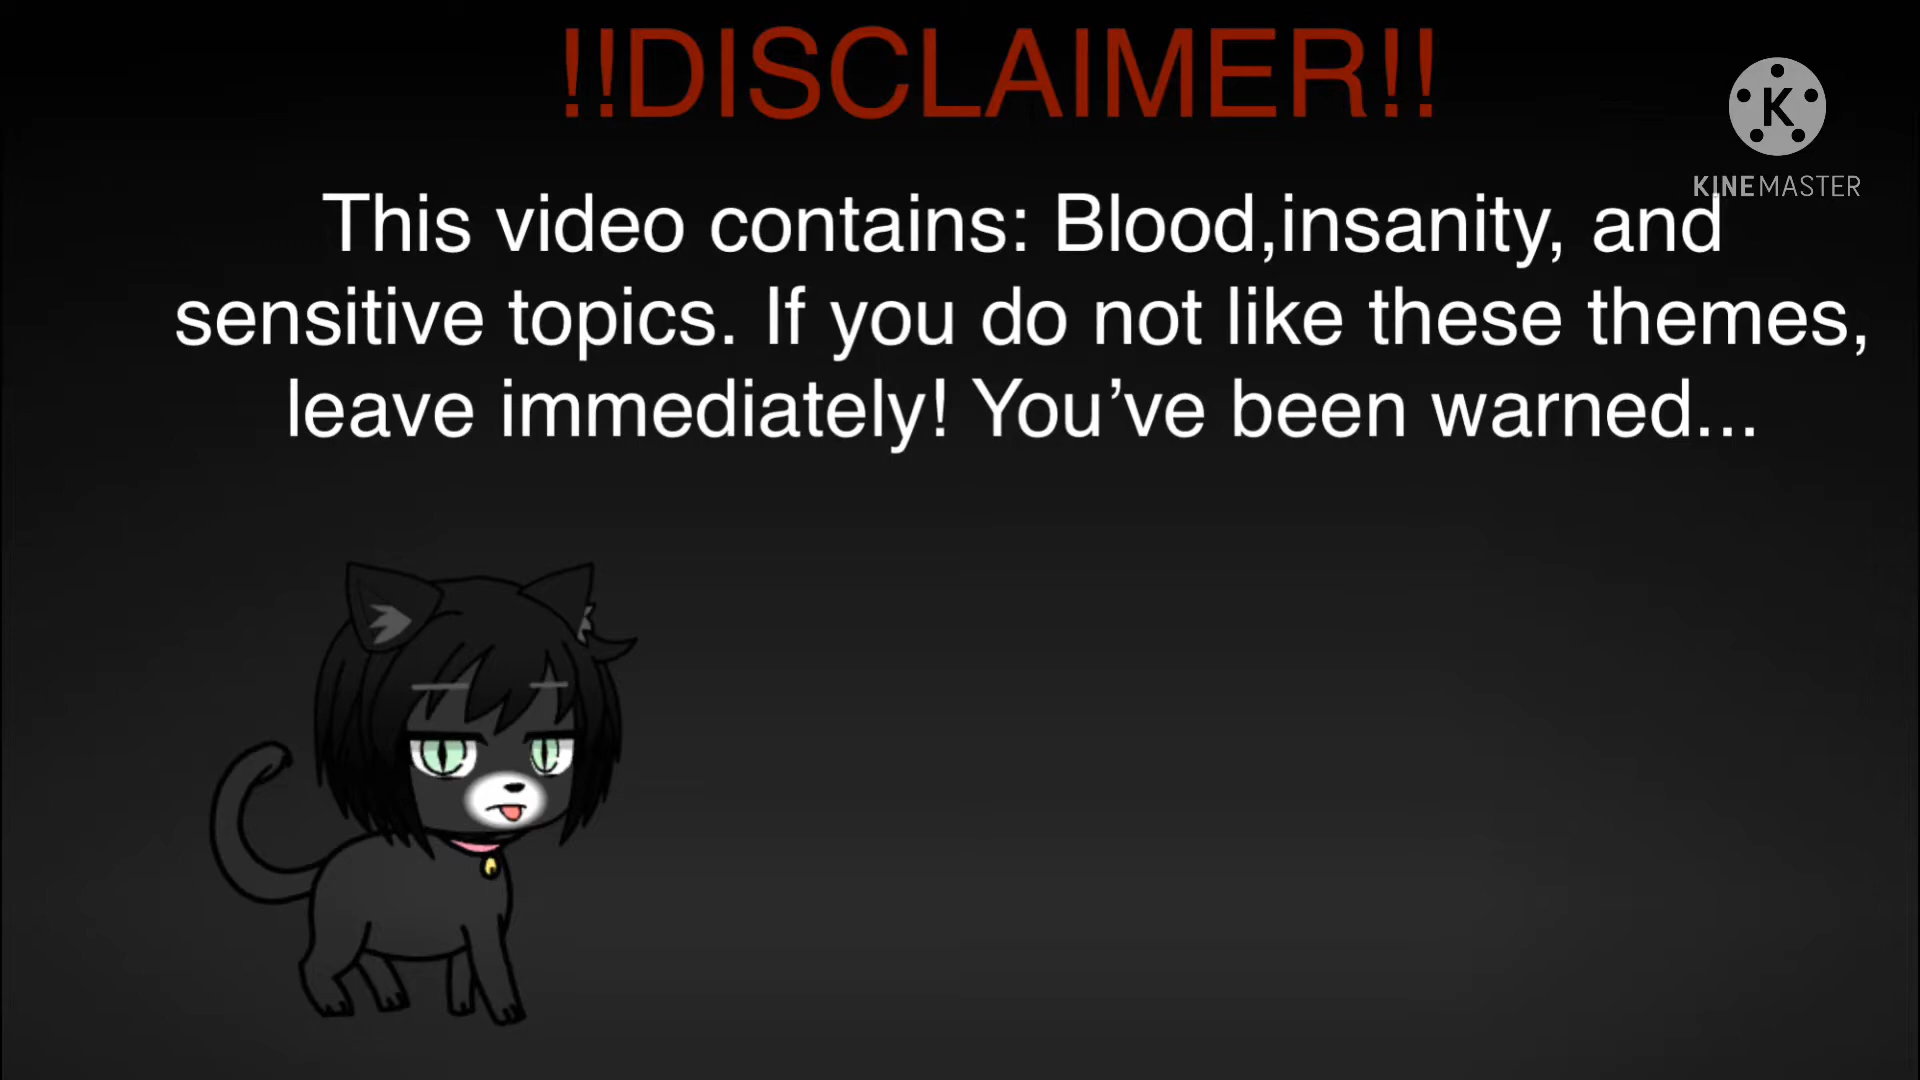 !!DISCLAIMER!!
K
KINEMASTER
This video contains: Blood,insanity, and
sensitive topics. If you do not like these themes,
leave immediately! You’ve been warned...